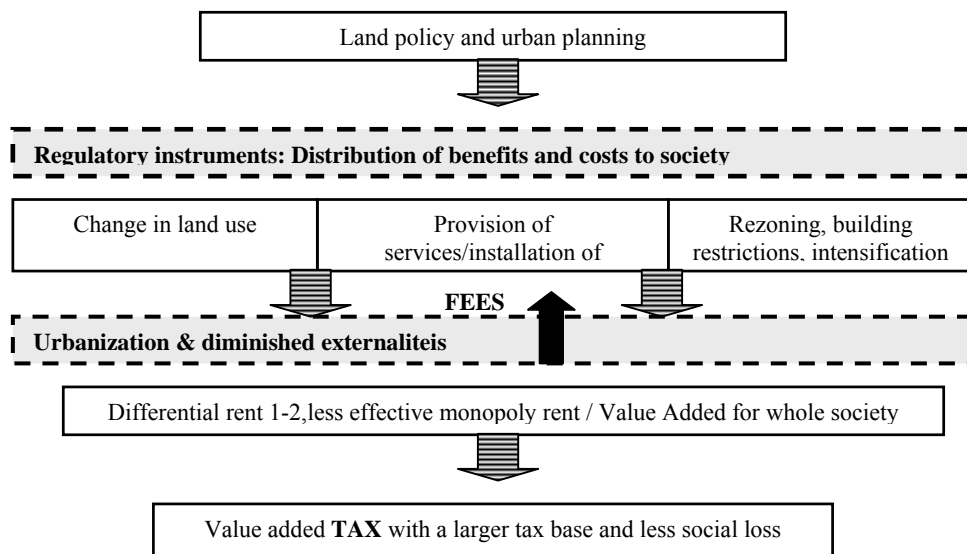 Land policy and urban planning
Regulatory instruments: Distribution of benefits and costs to society
Change in land use
Provision of
services/installation of
Rezoning, building
restrictions, intensification
FEES
Urbanization & diminished externaliteis
Differential rent 1-2,less effective monopoly rent / Value Added for whole society
Value added TAX with a larger tax base and less social loss